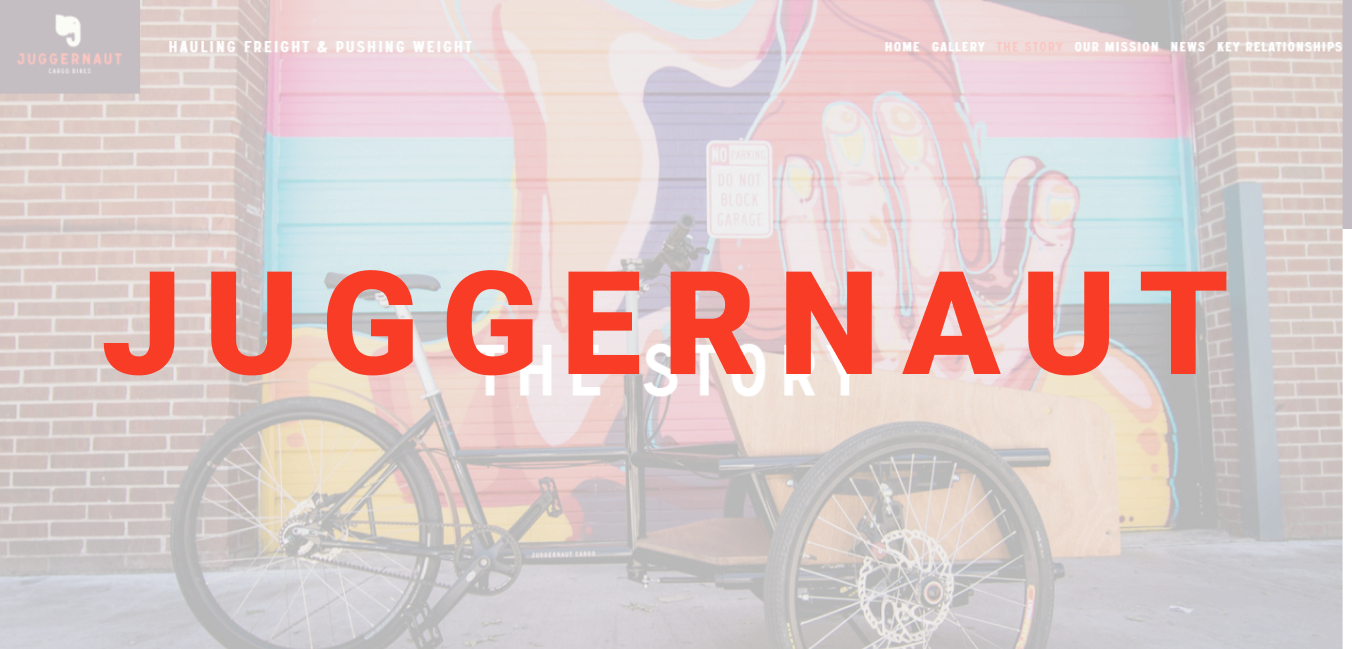 JUGGERNAUT
CARGO BIKES
HAULING FREIGHT & PUSHING WEIGHT
HOME GALLERY THE STORY OUR MISSION NEWS KEY RELATIONSHIPS
NO PARKING
DO NOT
BLOCK
GARAGE
JUGGERNAUT
THE STORY
JUGGERNAUT CARGO